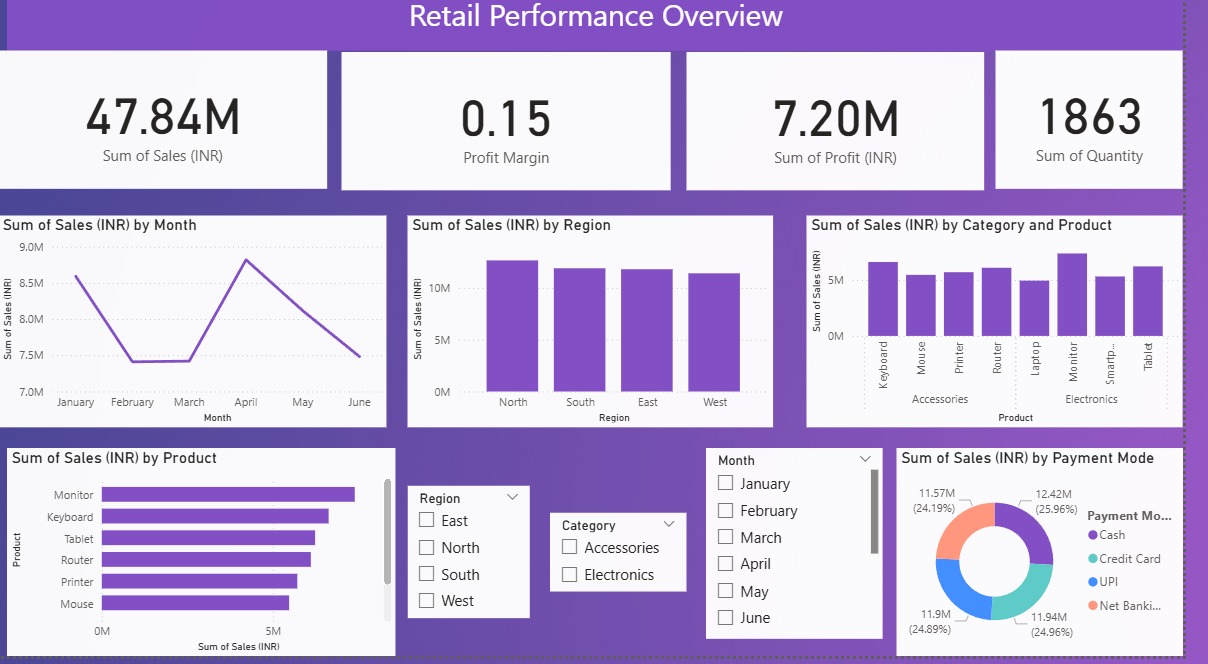 Retail Performance Overview
47.84M
Sum of Sales (INR)
0.15
Profit Margin
7.20M
Sum of Profit (INR)
1863
Sum of Quantity
Sum of Sales (INR) by Month
Sum of Sales (INR)
9.0M
8.5M
8.0M
7.5M
7.0M
January February March April May June
Month
Sum of Sales (INR) by Region
Sum of Sales (INR)
10M
5M
0M
North South East West
Region
Sum of Sales (INR) by Category and Product
Sum of Sales (INR)
5M
0M
Keyboard Mouse Printer Router Laptop Monitor Smartp... Tablet
Accessories Electronics
Product
Sum of Sales (INR) by Product
Product
Monitor
Keyboard
Tablet
Router
Printer
Mouse
0M 5M
Sum of Sales (INR)
Region
East
North
South
West
Category
Accessories
Electronics
Month
January
February
March
April
May
June
Sum of Sales (INR) by Payment Mode
11.57M
(24.19%)
12.42M
(25.96%)
11.9M
(24.89%)
11.94M
(24.96%)
Payment Mo...
Cash
Credit Card
UPI
Net Banki...